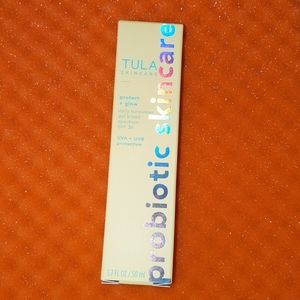 TULA
SKINCARE
protect
+ glow
daily sunscreen
gel broad
spectrum
SPF 30
UVA + UVB
protection
1.7 FL OZ / 50 mL
probiotic skincare